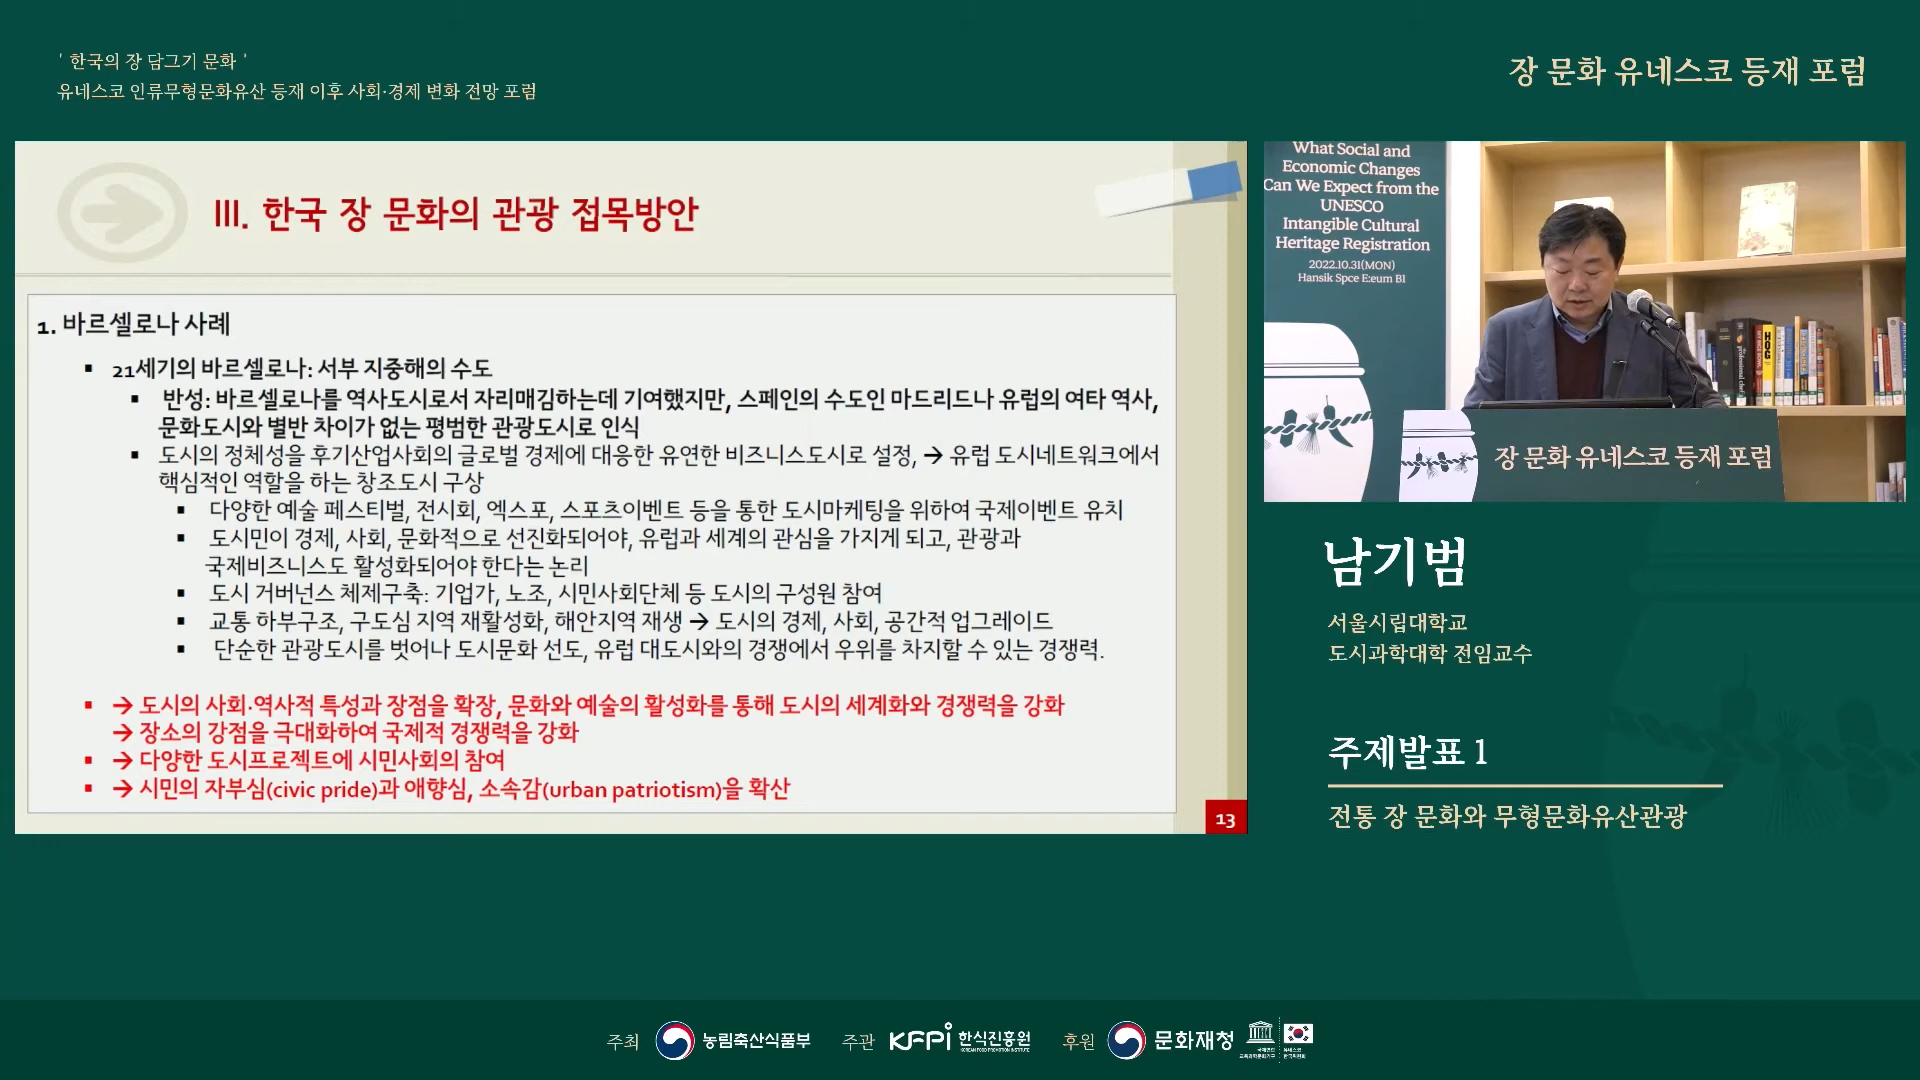 ' 한국의 장 담그기 문화 '
유네스코 인류무형문화유산 등재 이후 사회·경제 변화 전망 포럼
장 문화 유네스코 등재 포럼
III. 한국 장 문화의 관광 접목방안
1. 바르셀로나 사례
▪ 21세기의 바르셀로나: 서부 지중해의 수도
▪ 반성: 바르셀로나를 역사도시로서 자리매김하는데 기여했지만, 스페인의 수도인 마드리드나 유럽의 여타 역사,
문화도시와 별반 차이가 없는 평범한 관광도시로 인식
▪ 도시의 정체성을 후기산업사회의 글로벌 경제에 대응한 유연한 비즈니스도시로 설정, → 유럽 도시네트워크에서
핵심적인 역할을 하는 창조도시 구상
▪ 다양한 예술 페스티벌, 전시회, 엑스포, 스포츠이벤트 등을 통한 도시마케팅을 위하여 국제이벤트 유치
▪ 도시민이 경제, 사회, 문화적으로 선진화되어야, 유럽과 세계의 관심을 가지게 되고, 관광과
국제비즈니스도 활성화되어야 한다는 논리
▪ 도시 거버넌스 체제구축: 기업가, 노조, 시민사회단체 등 도시의 구성원 참여
▪ 교통 하부구조, 구도심 지역 재활성화, 해안지역 재생 → 도시의 경제, 사회, 공간적 업그레이드
▪ 단순한 관광도시를 벗어나 도시문화 선도, 유럽 대도시와의 경쟁에서 우위를 차지할 수 있는 경쟁력.
▪ → 도시의 사회·역사적 특성과 장점을 확장, 문화와 예술의 활성화를 통해 도시의 세계화와 경쟁력을 강화
→ 장소의 강점을 극대화하여 국제적 경쟁력을 강화
▪ → 다양한 도시프로젝트에 시민사회의 참여
▪ → 시민의 자부심(civic pride)과 애향심, 소속감(urban patriotism)을 확산
13
What Social and
Economic Changes
Can We Expect from the
UNESCO
Intangible Cultural
Heritage Registration
2022.10.31(MON)
Hansik Spce E:eum B1
HOG
장 문화 유네스코 등재 포럼
남기범
서울시립대학교
도시과학대학 전임교수
주제발표 1
전통 장 문화와 무형문화유산관광
주최 농림축산식품부 주관 KFPi 한식진흥원 후원 문화재청